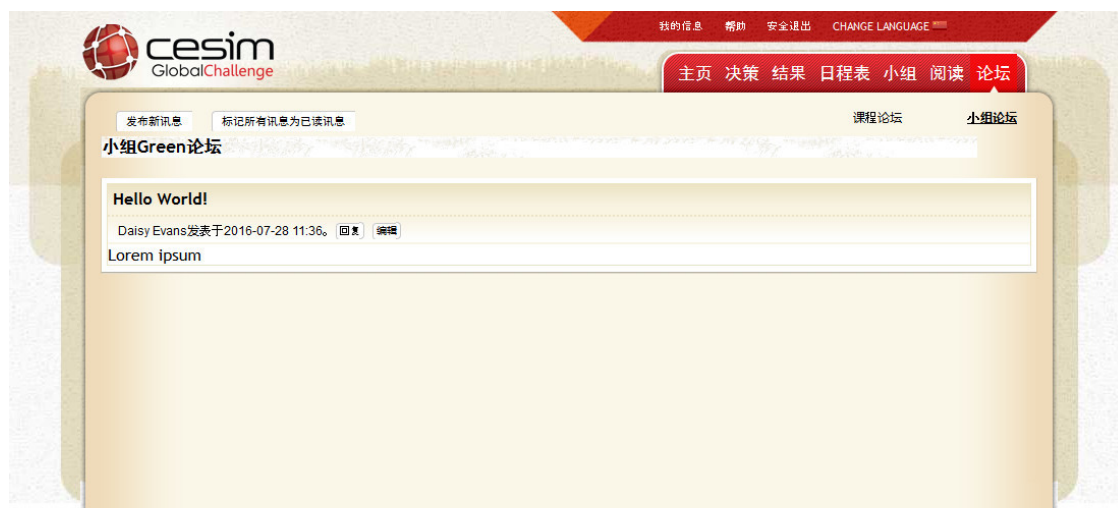 我的信息 帮助 安全退出 CHANGE LANGUAGE
cesim
GlobalChallenge
主页 决策 结果 日程表 小组 阅读 论坛
发布新讯息 标记所有讯息为已读讯息 课程论坛 小组论坛
小组Green论坛
Hello World!
Daisy Evans发表于2016-07-28 11:36。 回复 编辑
Lorem ipsum